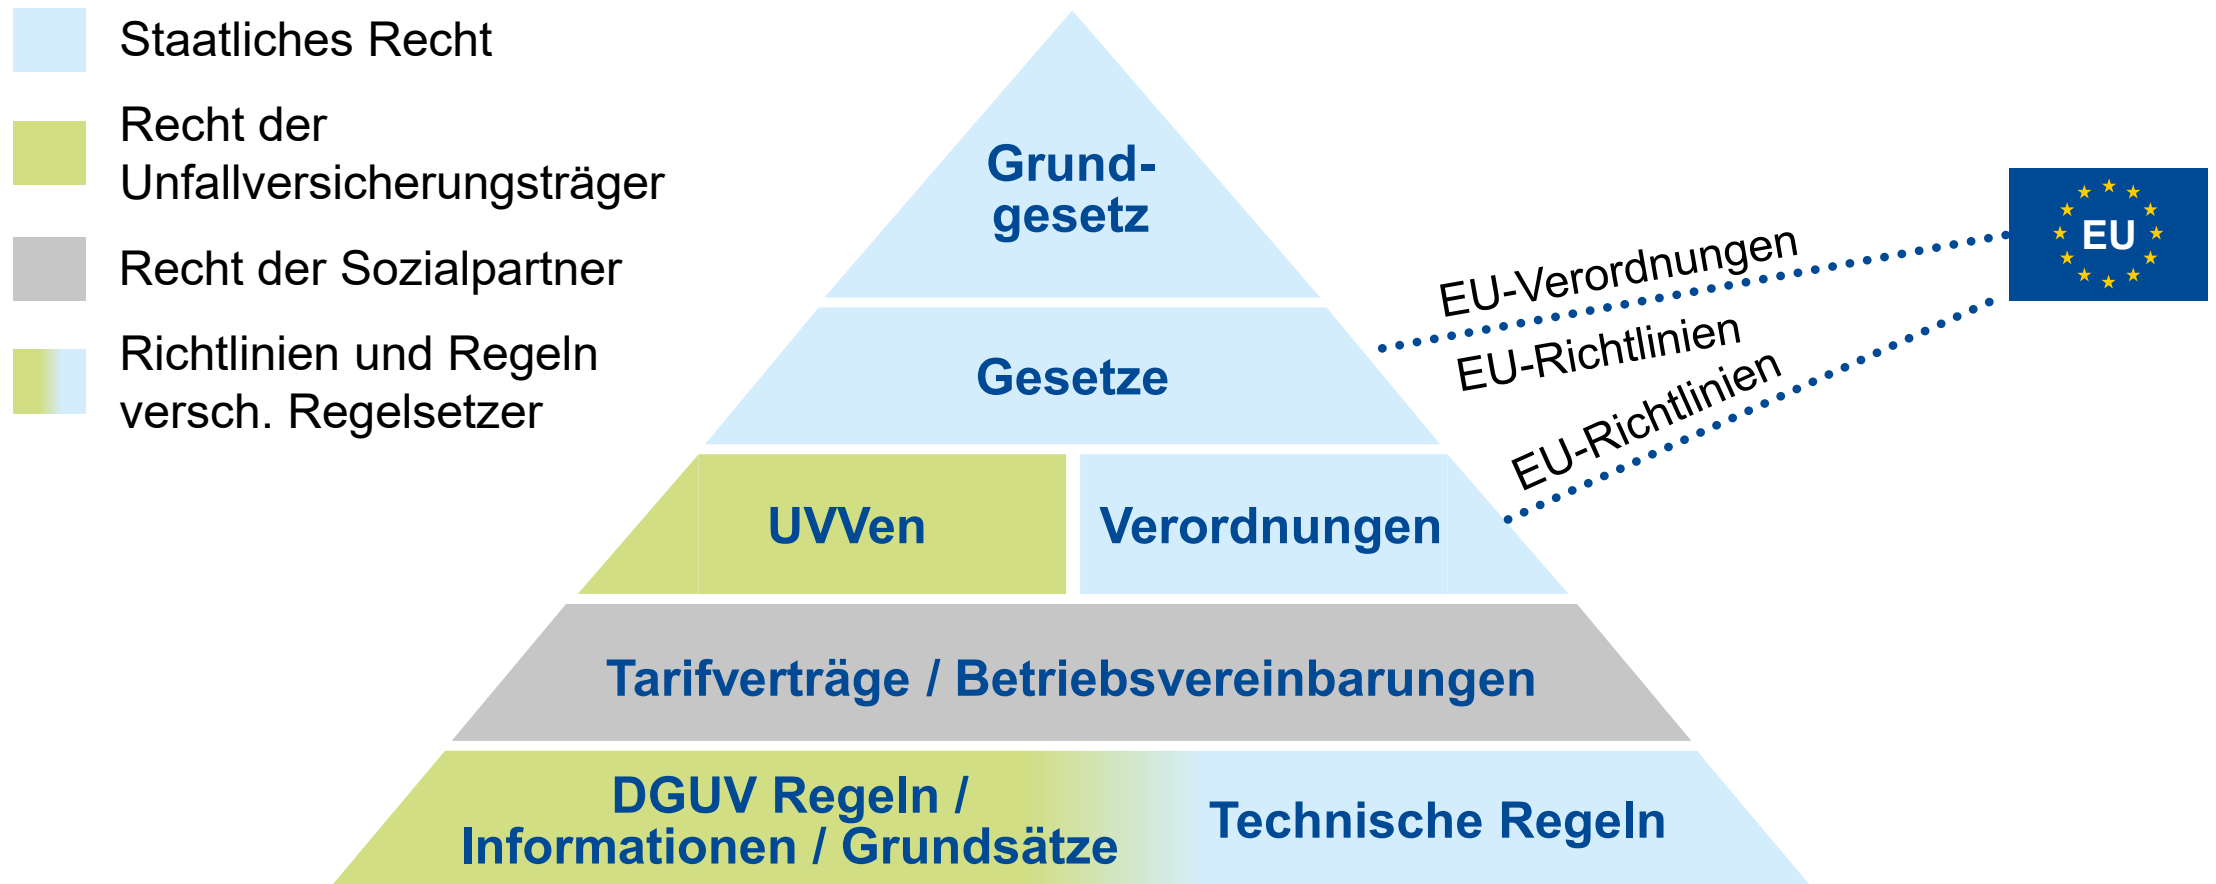 Staatliches Recht
Recht der
Unfallversicherungsträger
Recht der Sozialpartner
Richtlinien und Regeln
versch. Regelsetzer
Grund-
gesetz
Gesetze
UVVen
Verordnungen
Tarifverträge / Betriebsvereinbarungen
DGUV Regeln /
Informationen / Grundsätze
Technische Regeln
EU-Verordnungen
EU-Richtlinien
EU-Richtlinien
EU